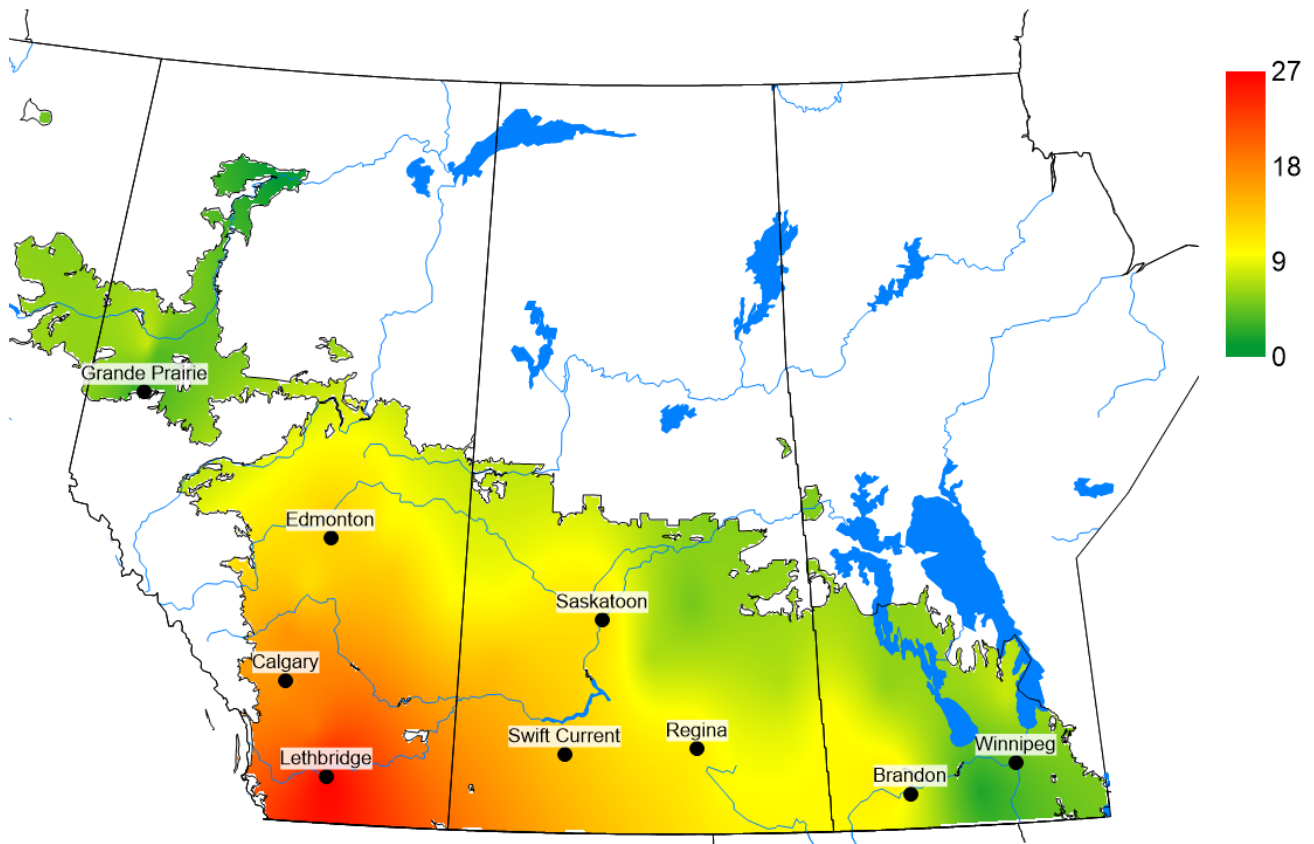 27
18
9
0
Grande Prairie
Edmonton
Saskatoon
Calgary
Swift Current
Regina
Lethbridge
Winnipeg
Brandon